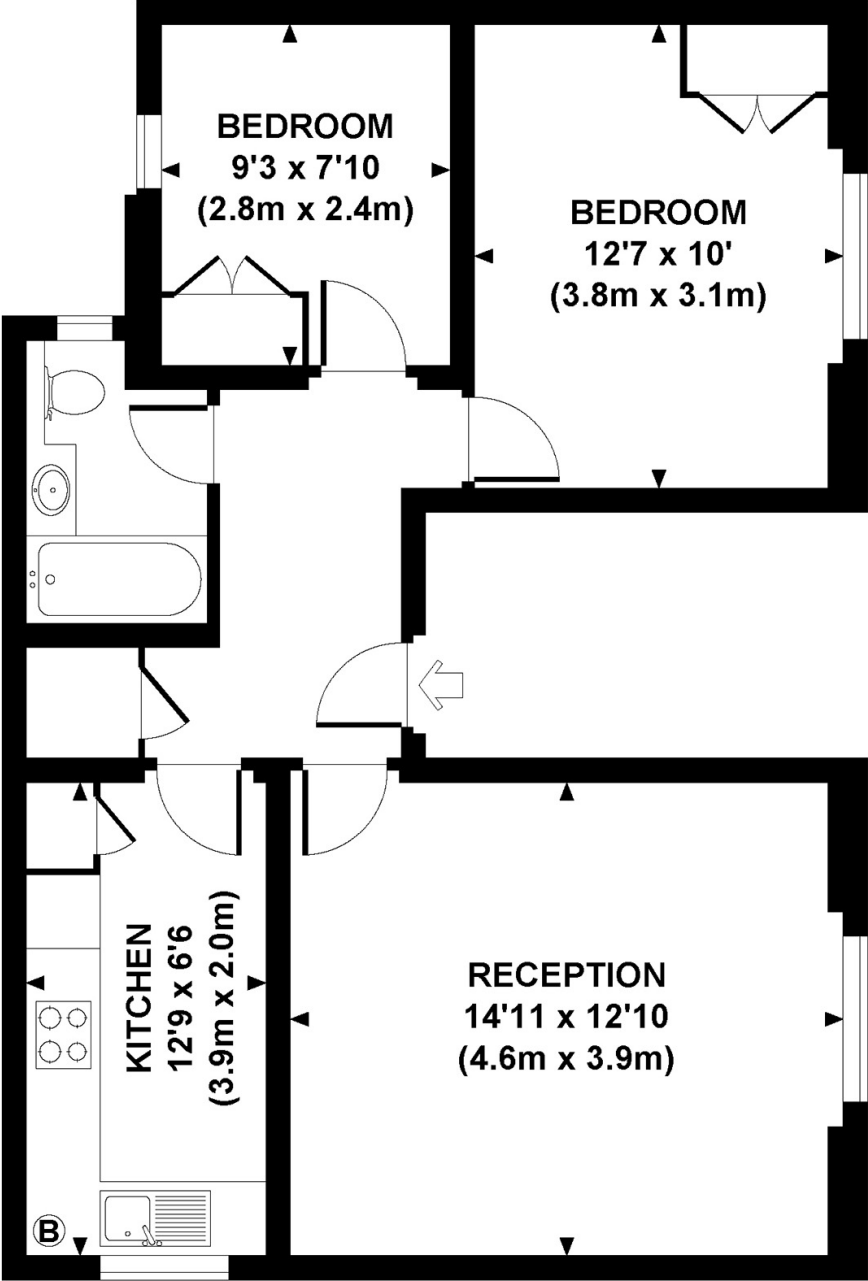 BEDROOM
9'3 x 7'10
(2.8m x 2.4m)
BEDROOM
12'7 x 10'
(3.8m x 3.1m)
KITCHEN
12'9 x 6'6
(3.9m x 2.0m)
RECEPTION
14'11 x 12'10
(4.6m x 3.9m)
B